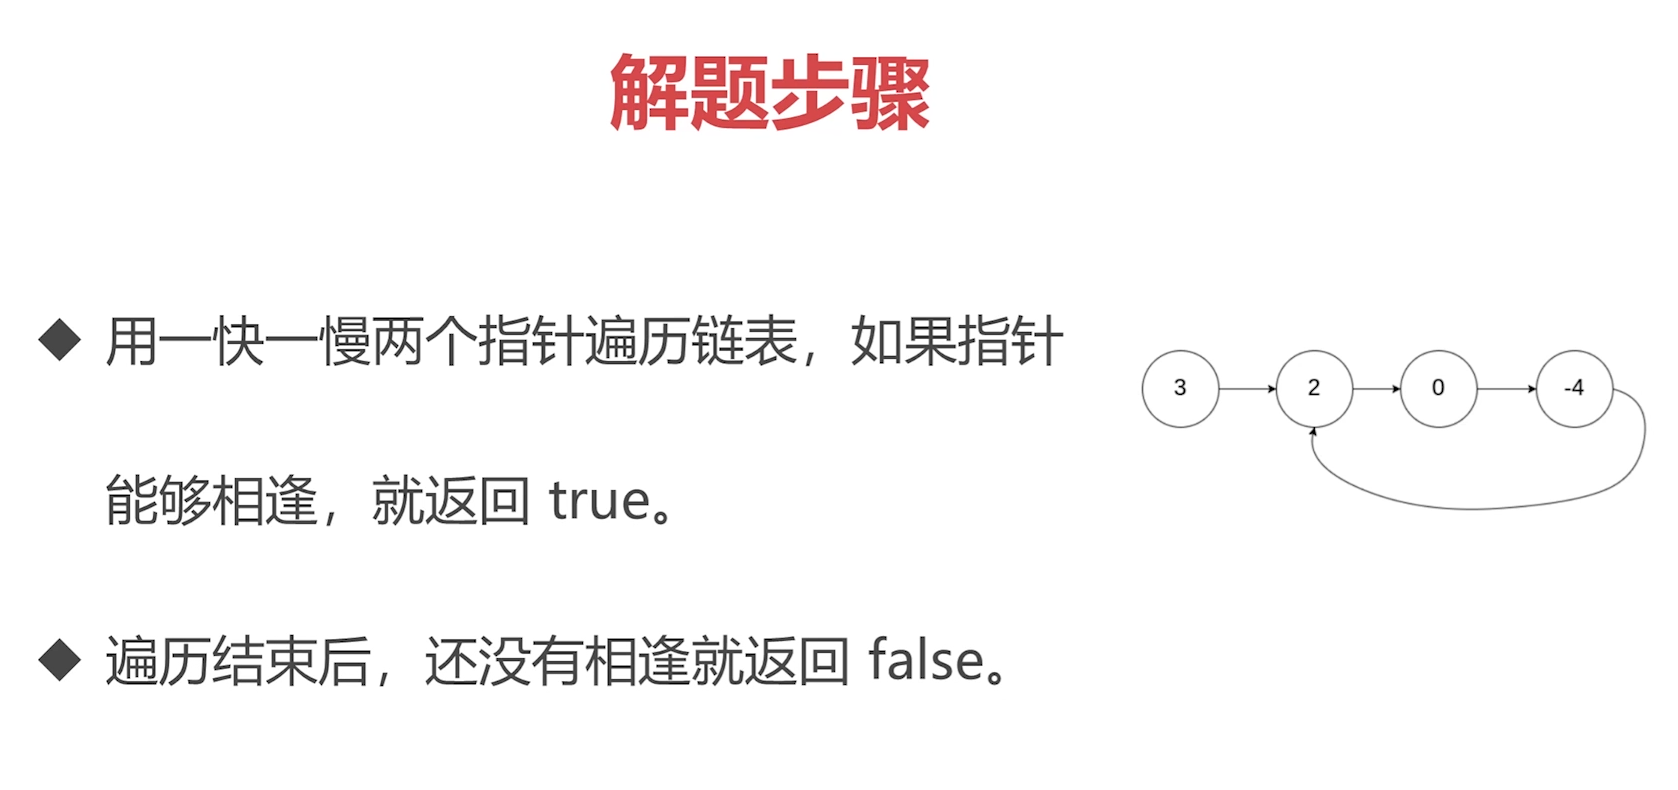 解题步骤
◆ 用一快一慢两个指针遍历链表，如果指针
能够相逢，就返回 true。
◆ 遍历结束后，还没有相逢就返回 false。
3 2 0 -4